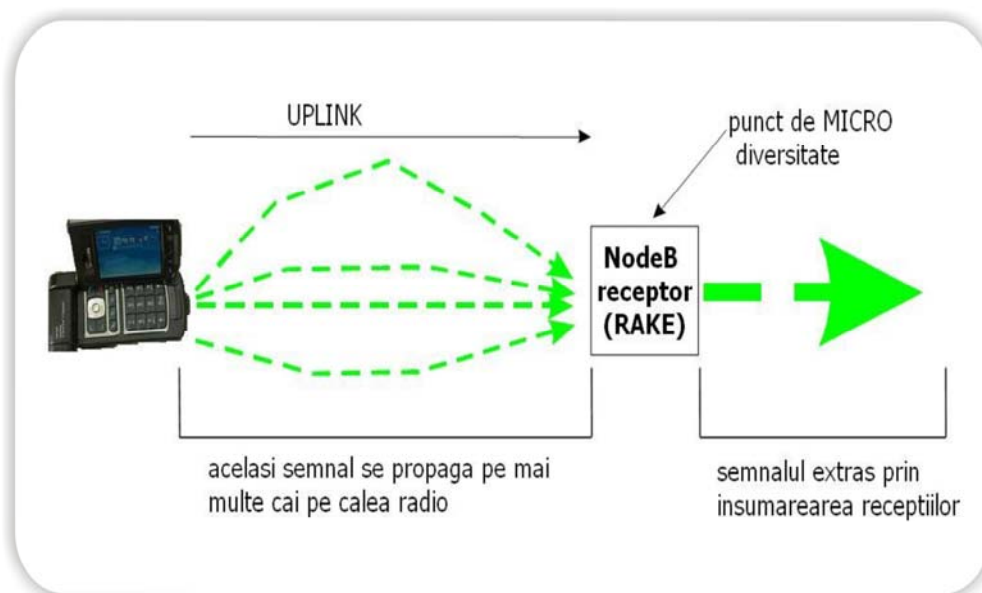 UPLINK
punct de MICRO
diversitate
NodeB
receptor
(RAKE)
acelasi semnal se propaga pe mai
multe cai pe calea radio
semnalul extras prin
insumarearea receptiilor